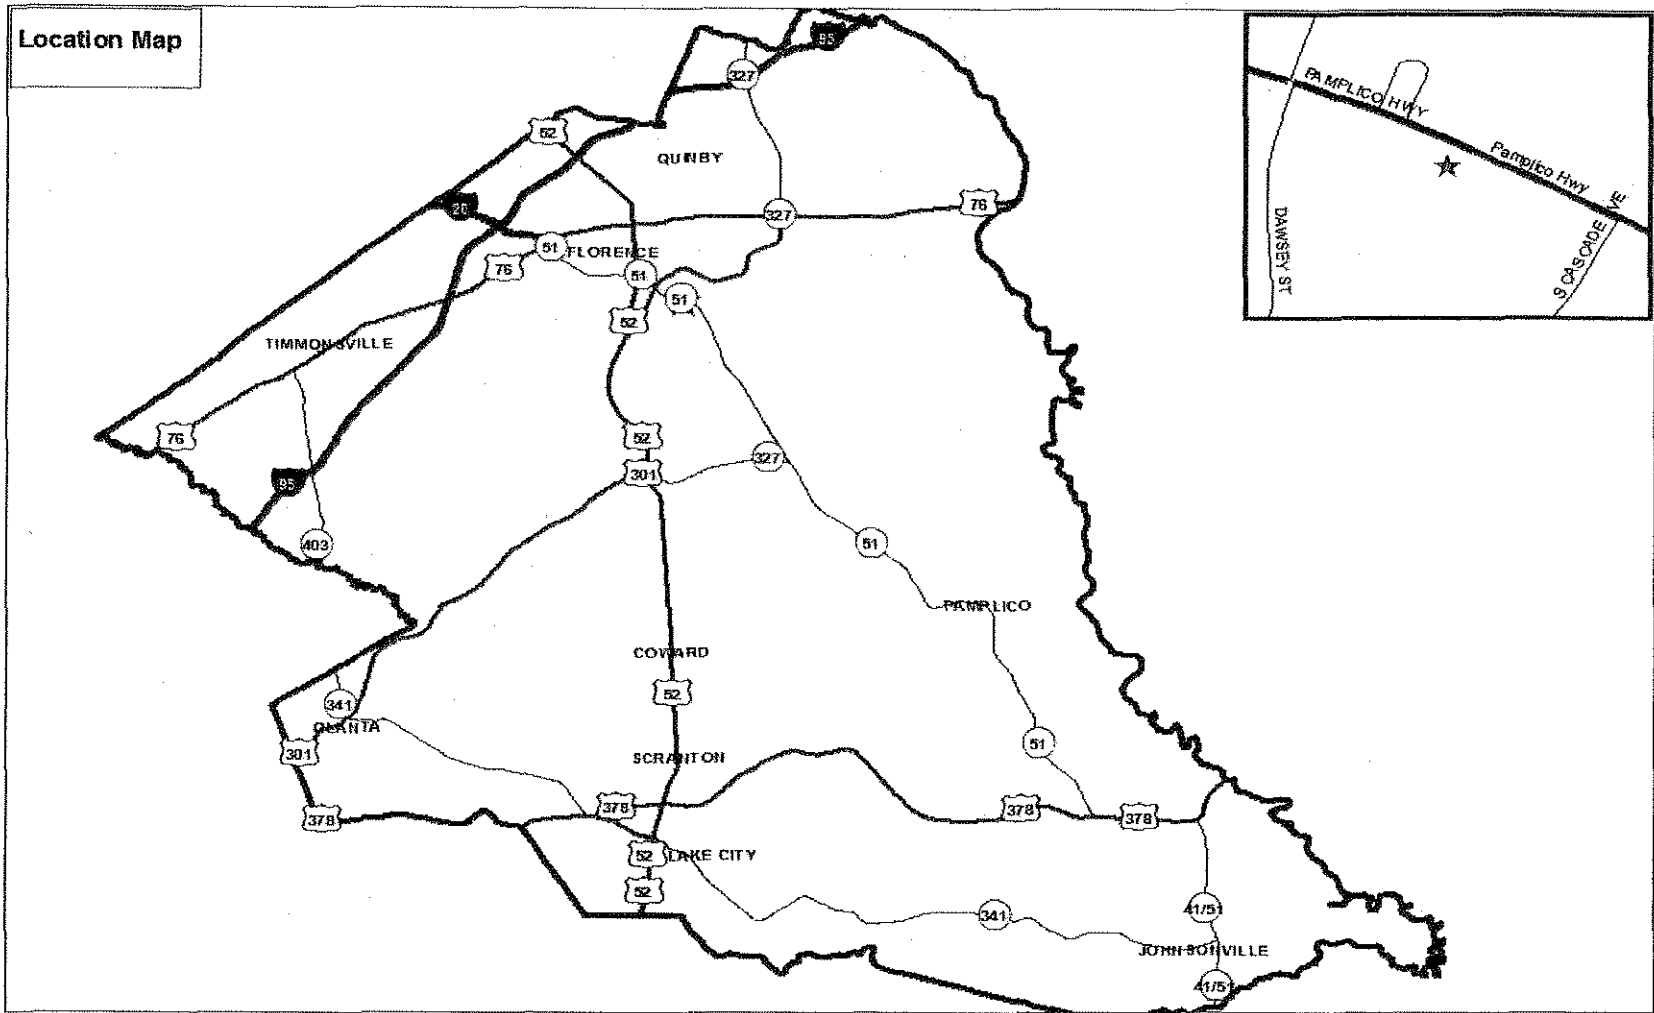 Location Map
95
327
PAMPLICO HWY
52
QUINBY
Pamplico Hwy
20
327
76
51
FLORENCE
76
51
DAWSEY ST
S CASCADE AVE
51
52
TIMMONSVILLE
76
52
327
301
95
403
51
PAMPLICO
COWARD
52
341
OLANTA
301
51
SCRANTON
378
378
378
378
52
LAKE CITY
52
41/51
341
JOHNSONVILLE
41/51